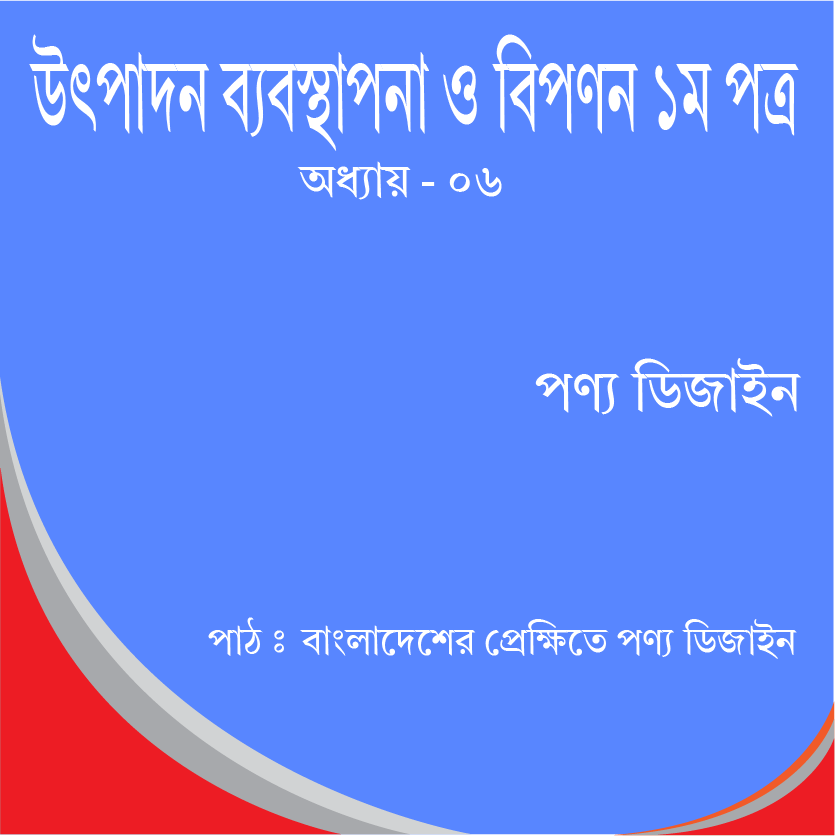 উৎপাদন ব্যবস্থাপনা ও বিপণন ১ম পত্র
অধ্যায় - ০৬
পণ্য ডিজাইন
পাঠ ঃ বাংলাদেশের প্রেক্ষিতে পণ্য ডিজাইন